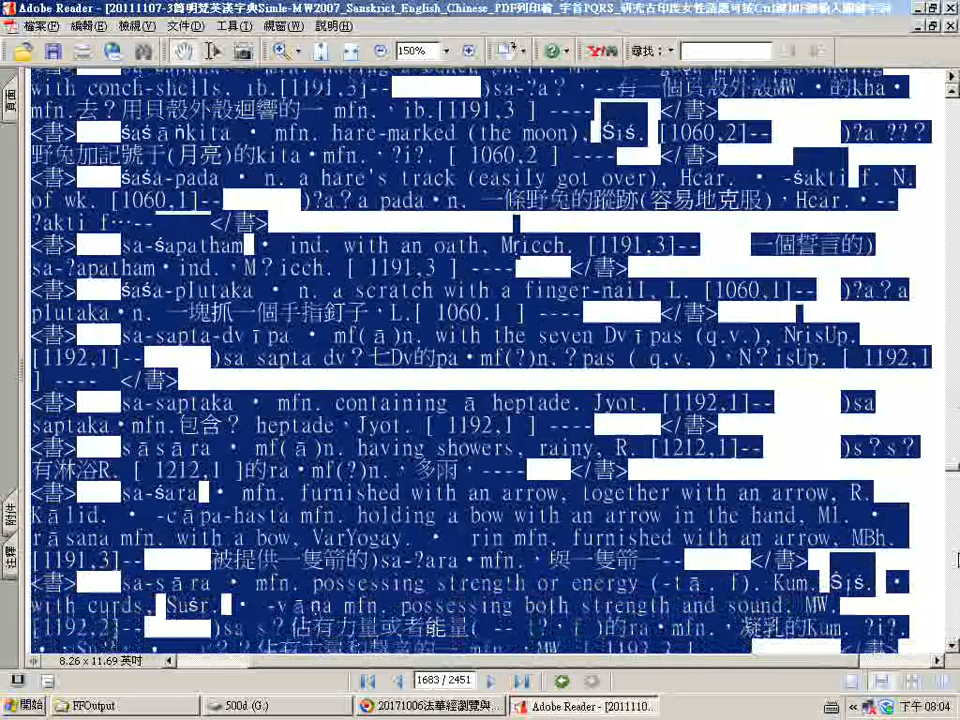 Adobe Reader - [20111107-3簡明梵英漢字典Simle-MW2007_Sanskrict_English_Chinese_PDF列印輸_字首PQRS_研究古印度女性議題可按Ctrl鍵加F鍵輸入關鍵字詞
檔案(F) 編輯(E) 檢視(V) 文件(D) 工具(T) 視窗(W) 說明(H)
150% 尋找：
with conch-shells, ib.[1191,3]-- )sa-?a?，--有一個貝殼外殼MW.‧的kha‧
mfn.去？用貝殼外殼迴響的一 mfn.，ib.[1191,3 ] ---- </書>
<書> śaśāṅkita ‧ mfn. hare-marked (the moon), Śiś. [1060,2]-- )?a ???
野兔加記號于(月亮)的kita‧mfn.，?i?. [ 1060,2 ] ---- </書>
<書> śaśa-pada ‧ n. a hare's track (easily got over), Hcar. ‧ -śakti f. N.
of wk. [1060,1]-- )?a?a pada‧n. 一條野兔的蹤跡(容易地克服)，Hcar.‧--
?akti f…-- </書>
<書> sa-śapatham ‧ ind. with an oath, Mṛicch. [1191,3]-- 一個誓言的)
sa-?apatham‧ind.，M？icch. [ 1191,3 ] ---- </書>
<書> śaśa-plutaka ‧ n. a scratch with a finger-nail, L. [1060,1]-- )?a?a
plutaka‧n. 一塊抓一個手指釘子，L.[ 1060.1 ] ---- </書>
<書> sa-sapta-dvīpa ‧ mf(ā)n. with the seven Dvīpas (q.v.), NṛisUp.
[1192,1]-- )sa sapta dv？七Dv的pa‧mf(?)n.？pas ( q.v. )，N？isUp. [ 1192,1
] ---- </書>
<書> sa-saptaka ‧ mfn. containing ā heptade. Jyot. [1192,1]-- )sa
saptaka‧mfn.包含？ heptade，Jyot. [ 1192,1 ] ---- </書>
<書> sāsāra ‧ mf(ā)n. having showers, rainy, R. [1212,1]-- )s？s？
有淋浴R. [ 1212,1 ]的ra‧mf(?)n.，多雨，---- </書>
<書> sa-śara ‧ mfn. furnished with an arrow, together with an arrow, R.
Kālid. ‧ -cāpa-hasta mfn. holding a bow with an arrow in the hand, Ml. ‧
rāsana mfn. with a bow, VarYogay. ‧ rin mfn. furnished with an arrow, MBh.
[1191,3]-- 被提供一隻箭的)sa-?ara‧mfn.，與一隻箭一-- </書>
<書> sa-sāra ‧ mfn. possessing strength or energy (-tā, f). Kum. Śiś. ‧
with curds, Suśr. ‧ -vāna mfn. possessing both strength and sound. MW.
[1192,2]-- )sa s？佔有力量或者能量( -- t?，f )的ra‧mfn.，凝乳的Kum. ?i?.
頁面
附件
注釋
8.26 x 11.69 英吋
1683 / 2451
開始 FFOutput 500d (G:) 20171006法華經瀏覽與... Adobe Reader - [2011110... 下午 08:04